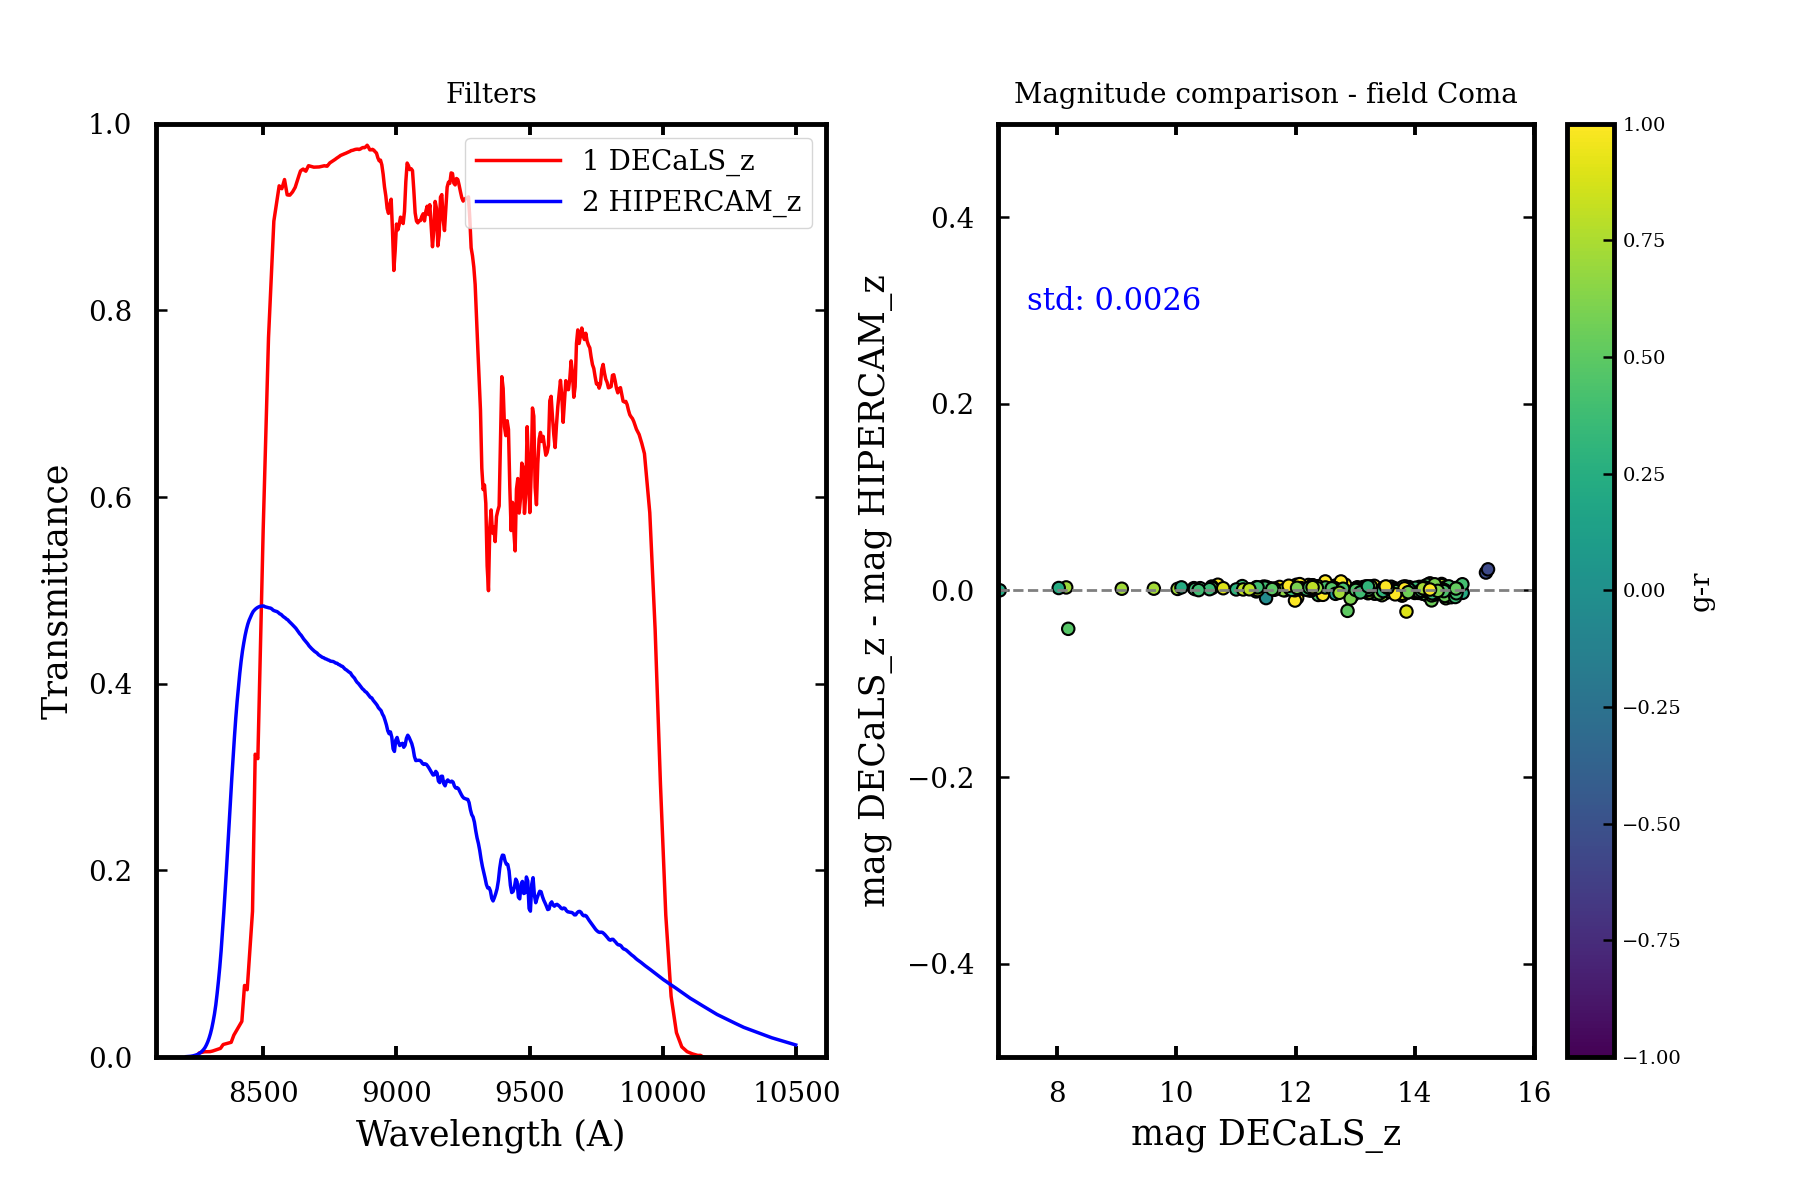 Filters
1 DECaLS_z
2 HIPERCAM_z
Transmittance
1.0
0.8
0.6
0.4
0.2
0.0
8500 9000 9500 10000 10500
Wavelength (A)
Magnitude comparison - field Coma
std: 0.0026
mag DECaLS_z - mag HIPERCAM_z
0.4
0.2
0.0
−0.2
−0.4
8 10 12 14 16
mag DECaLS_z
1.00
0.75
0.50
0.25
0.00
−0.25
−0.50
−0.75
−1.00
g-r